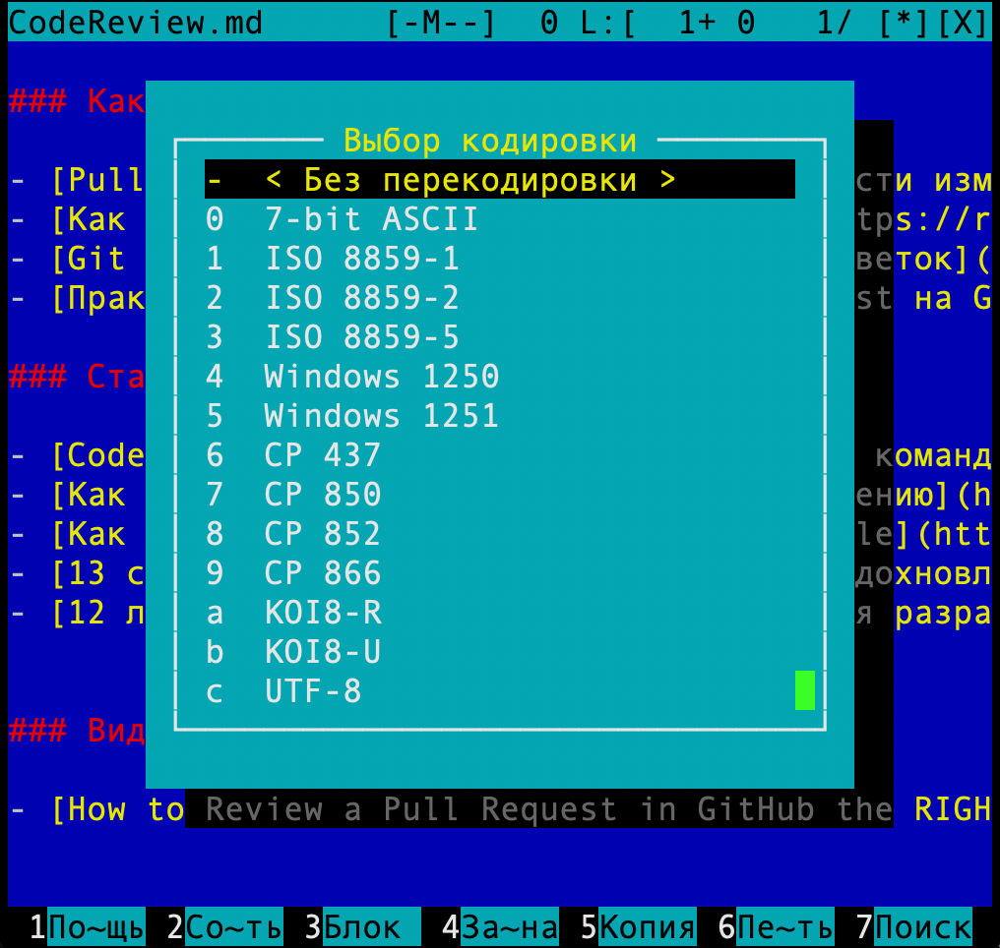 CodeReview.md [-M--] 0 L:[ 1+ 0 1/ [*][X]
### Как
Выбор кодировки
- [Pull - < Без перекодировки > сти изм
- [Как 0 7-bit ASCII tps://r
- [Git 1 ISO 8859-1 веток](
- [Прак 2 ISO 8859-2 st на G
3 ISO 8859-5
### Ста 4 Windows 1250
5 Windows 1251
- [Code 6 CP 437 команд
- [Как 7 CP 850 ению](h
- [Как 8 CP 852 le](htt
- [13 с 9 CP 866 дохновл
- [12 л a KOI8-R я разра
b KOI8-U
c UTF-8
### Вид
- [How to Review a Pull Request in GitHub the RIGH
1По~щь 2Со~ть 3Блок 4За~на 5Копия 6Пе~ть 7Поиск